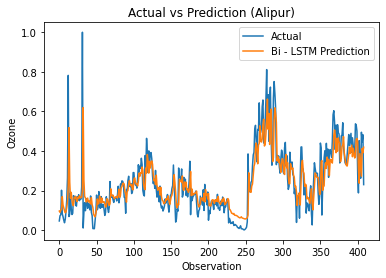 Actual vs Prediction (Alipur)
Actual
Bi - LSTM Prediction
Ozone
1.0
0.8
0.6
0.4
0.2
0.0
0 50 100 150 200 250 300 350 400
Observation